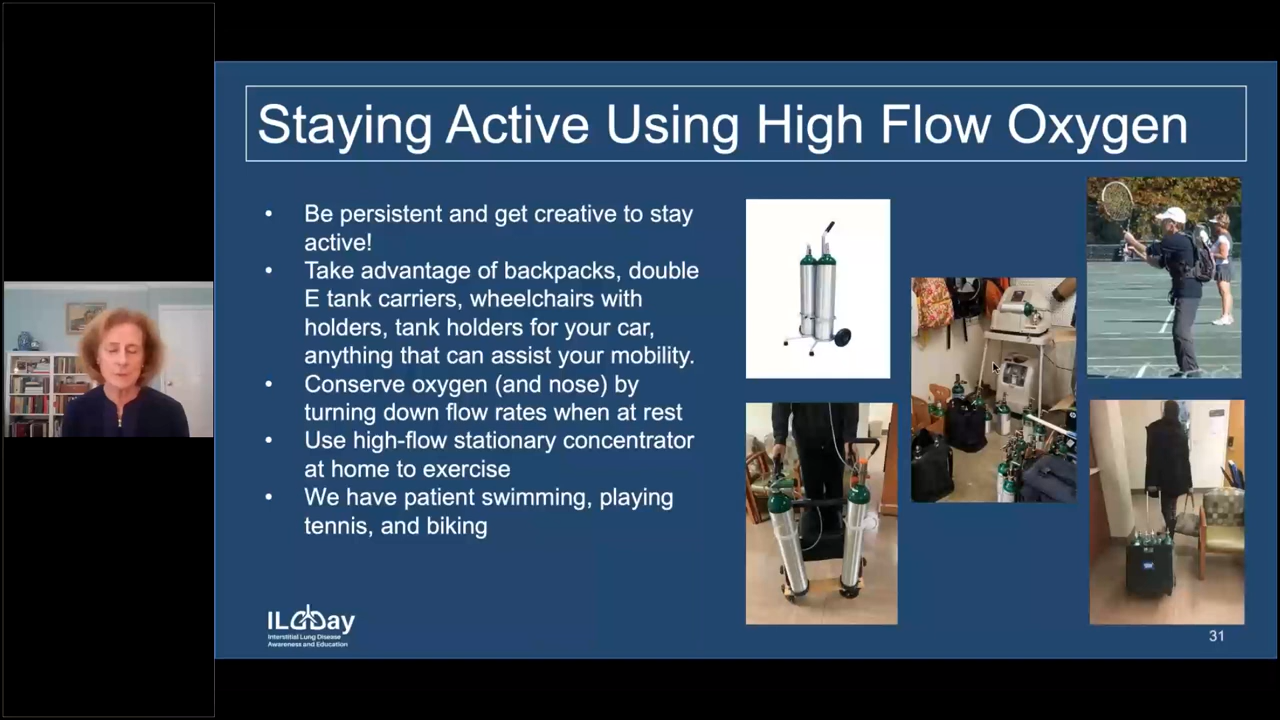 Staying Active Using High Flow Oxygen
• Be persistent and get creative to stay
active!
• Take advantage of backpacks, double
E tank carriers, wheelchairs with
holders, tank holders for your car,
anything that can assist your mobility.
• Conserve oxygen (and nose) by
turning down flow rates when at rest
• Use high-flow stationary concentrator
at home to exercise
• We have patient swimming, playing
tennis, and biking
ILDDay
Interstitial Lung Disease
Awareness and Education
31